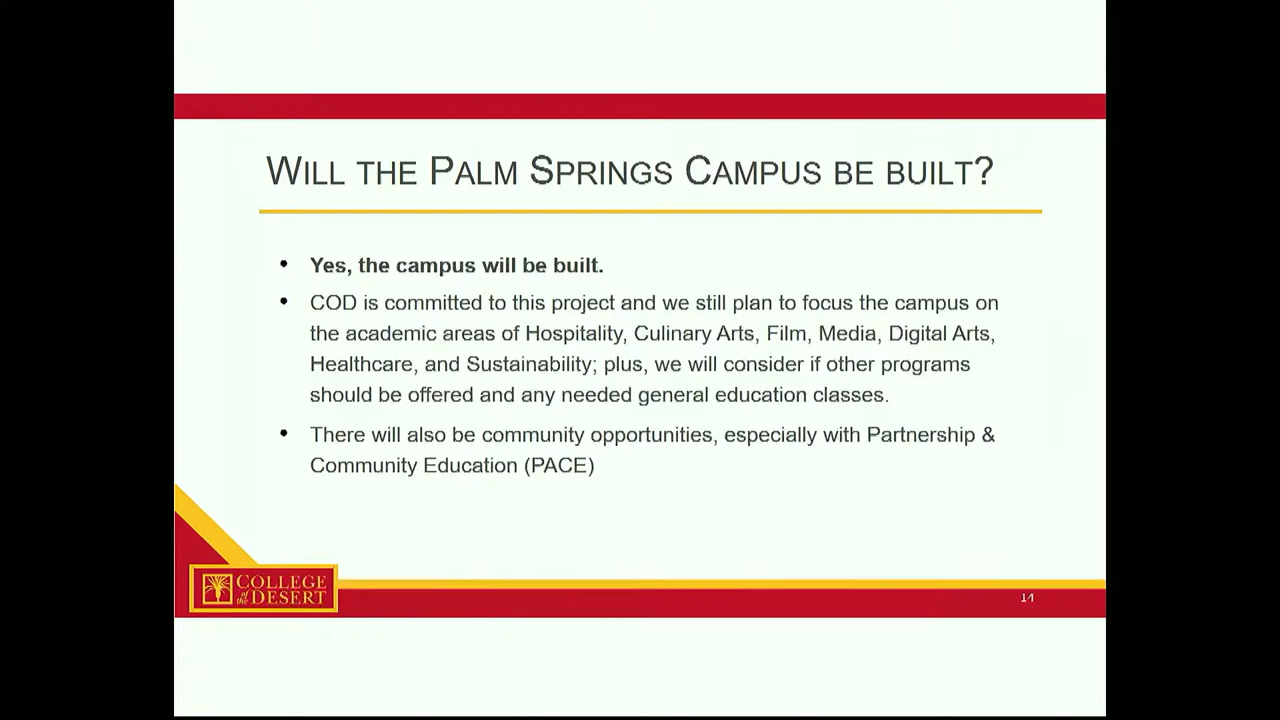 WILL THE PALM SPRINGS CAMPUS BE BUILT?
• Yes, the campus will be built.
• COD is committed to this project and we still plan to focus the campus on
the academic areas of Hospitality, Culinary Arts, Film, Media, Digital Arts,
Healthcare, and Sustainability; plus, we will consider if other programs
should be offered and any needed general education classes.
• There will also be community opportunities, especially with Partnership &
Community Education (PACE)
COLLEGE
of the DESERT
14